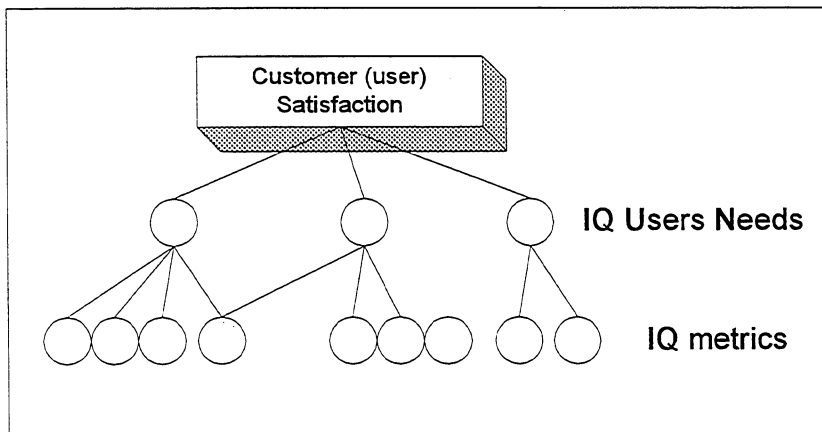 Customer (user)
Satisfaction
IQ Users Needs
IQ metrics